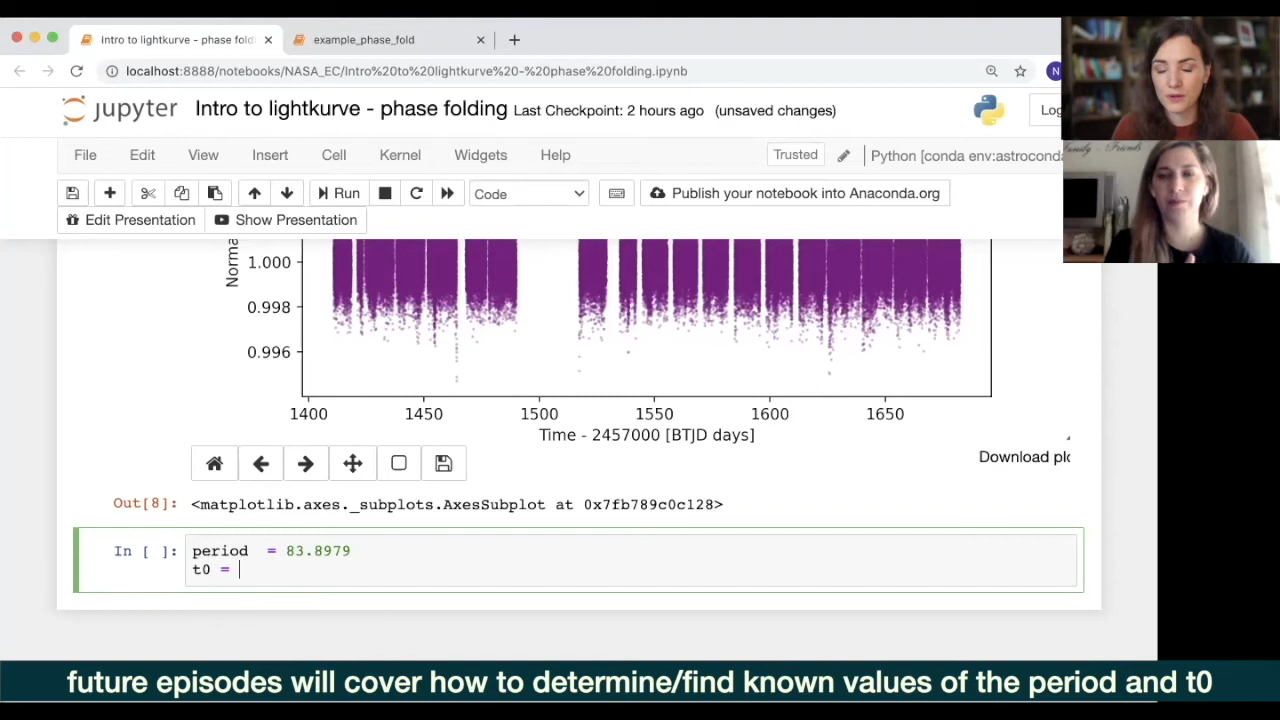 Intro to lightkurve - phase fold
example_phase_fold
localhost:8888/notebooks/NASA_EC/Intro%20to%20lightkurve%20-%20phase%20folding.ipynb
N
jupyter Intro to lightkurve - phase folding Last Checkpoint: 2 hours ago (unsaved changes)
Log
File Edit View Insert Cell Kernel Widgets Help
Trusted
Python [conda env:astroconda
Run
Code
Publish your notebook into Anaconda.org
Edit Presentation
Show Presentation
Family - Friends
Norma
1.000
0.998
0.996
1400 1450 1500 1550 1600 1650
Time - 2457000 [BTJD days]
Download plo
Out[8]: <matplotlib.axes._subplots.AxesSubplot at 0x7fb789c0c128>
In [ ]: period = 83.8979
t0 =
future episodes will cover how to determine/find known values of the period and t0